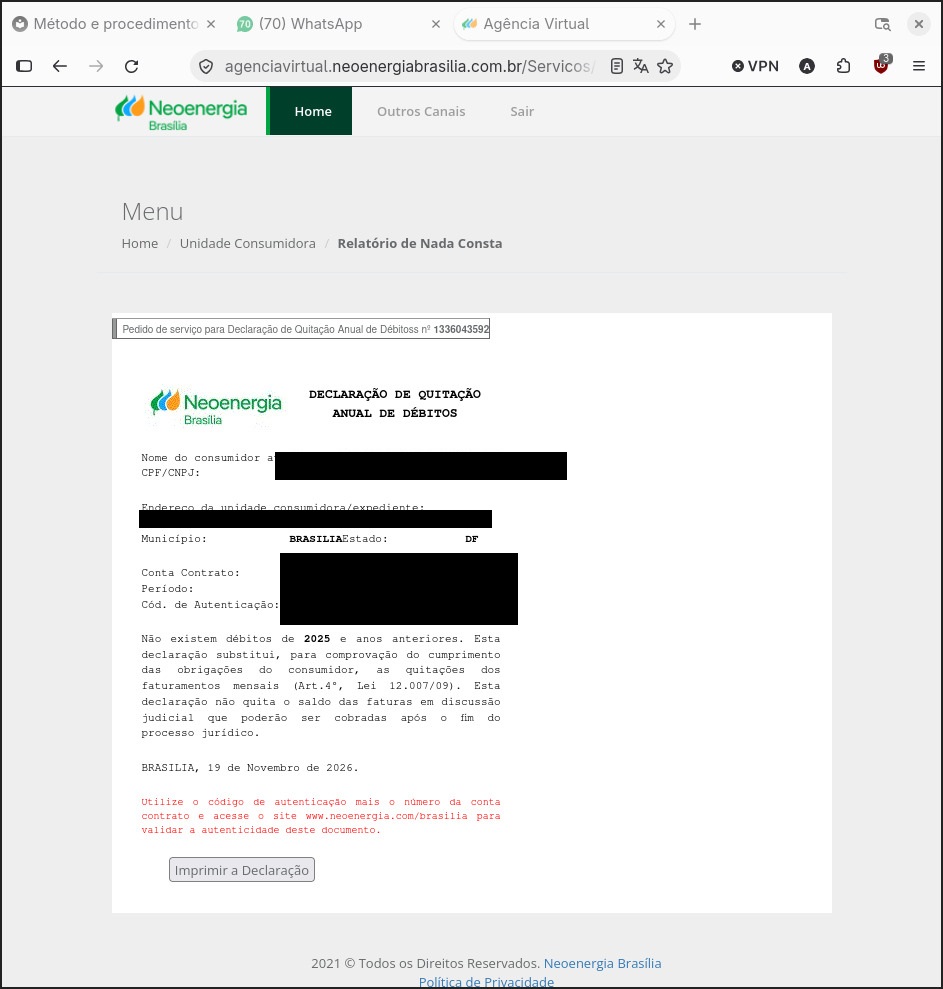 Método e procedimento
70
(70) WhatsApp
Agência Virtual
agenciavirtual.neoenergiabrasilia.com.br/Servicos/
VPN
A
3
Neoenergia
Brasília
Home
Outros Canais
Sair
Menu
Home / Unidade Consumidora / Relatório de Nada Consta
Pedido de serviço para Declaração de Quitação Anual de Débitoss nº 1336043592
Neoenergia
Brasília
DECLARAÇÃO DE QUITAÇÃO
ANUAL DE DÉBITOS
Nome do consumidor
CPF/CNPJ:
Endereço da unidade consumidora/expediente:
Município: BRASILIAEstado: DF
Conta Contrato:
Período:
Cód. de Autenticação:
Não existem débitos de 2025 e anos anteriores. Esta
declaração substitui, para comprovação do cumprimento
das obrigações do consumidor, as quitações dos
faturamentos mensais (Art.4°, Lei 12.007/09). Esta
declaração não quita o saldo das faturas em discussão
judicial que poderão ser cobradas após o fim do
processo jurídico.
BRASILIA, 19 de Novembro de 2026.
Utilize o código de autenticação mais o número da conta
contrato e acesse o site www.neoenergia.com/brasilia para
validar a autenticidade deste documento.
Imprimir a Declaração
2021 © Todos os Direitos Reservados. Neoenergia Brasília
Política de Privacidade